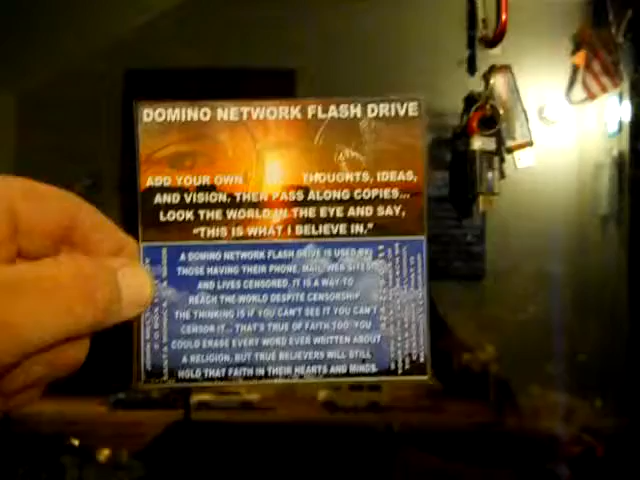 DOMINO NETWORK FLASH DRIVE
ADD YOUR OWN THOUGHTS, IDEAS,
AND VISION, THEN PASS ALONG COPIES...
LOOK THE WORLD IN THE EYE AND SAY,
"THIS IS WHAT I BELIEVE IN."
A DOMINO NETWORK FLASH DRIVE IS USED BY
THOSE HAVING THEIR PHONE, MAIL, WEB SITES
AND LIVES CENSORED. IT IS A WAY TO
REACH THE WORLD DESPITE CENSORSHIP.
THE THINKING IS IF YOU CAN'T SEE IT YOU CAN'T
CENSOR IT... THAT'S TRUE OF FAITH TOO. YOU
COULD ERASE EVERY WORD EVER WRITTEN ABOUT
A RELIGION, BUT TRUE BELIEVERS WILL STILL
HOLD THAT FAITH IN THEIR HEARTS AND MINDS.